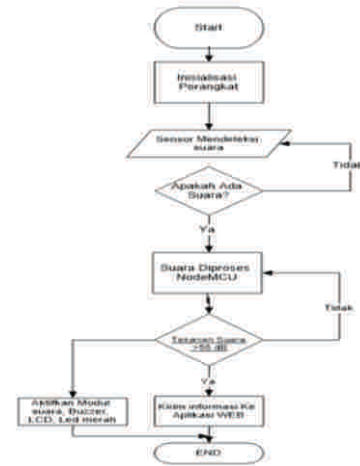 Start
Inisialisasi
Perangkat
Sensor Mendeteksi
suara
Tidak
Apakah Ada
Suara?
Ya
Suara Diproses
NodeMCU
Tidak
Tekanan Suara
>55 dB
Ya
Aktifkan Modul
suara, Buzzer,
LCD, Led merah
Kirim informasi Ke
Aplikasi WEB
END